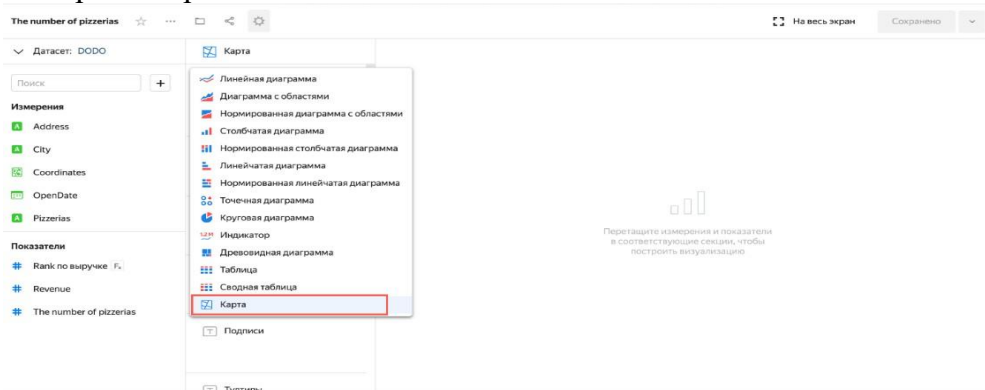 The number of pizzerias
На весь экран
Сохранено
Датасет: DODO
Карта
Поиск
Измерения
Address
City
Coordinates
OpenDate
Pizzerias
Показатели
Rank по выручке
Revenue
The number of pizzerias
Линейная диаграмма
Диаграмма с областями
Нормированная диаграмма с областями
Столбчатая диаграмма
Нормированная столбчатая диаграмма
Линейчатая диаграмма
Нормированная линейчатая диаграмма
Точечная диаграмма
Круговая диаграмма
Индикатор
Древовидная диаграмма
Таблица
Сводная таблица
Карта
Подписи
Тултипы
Перетащите измерения и показатели
в соответствующие секции, чтобы
построить визуализацию